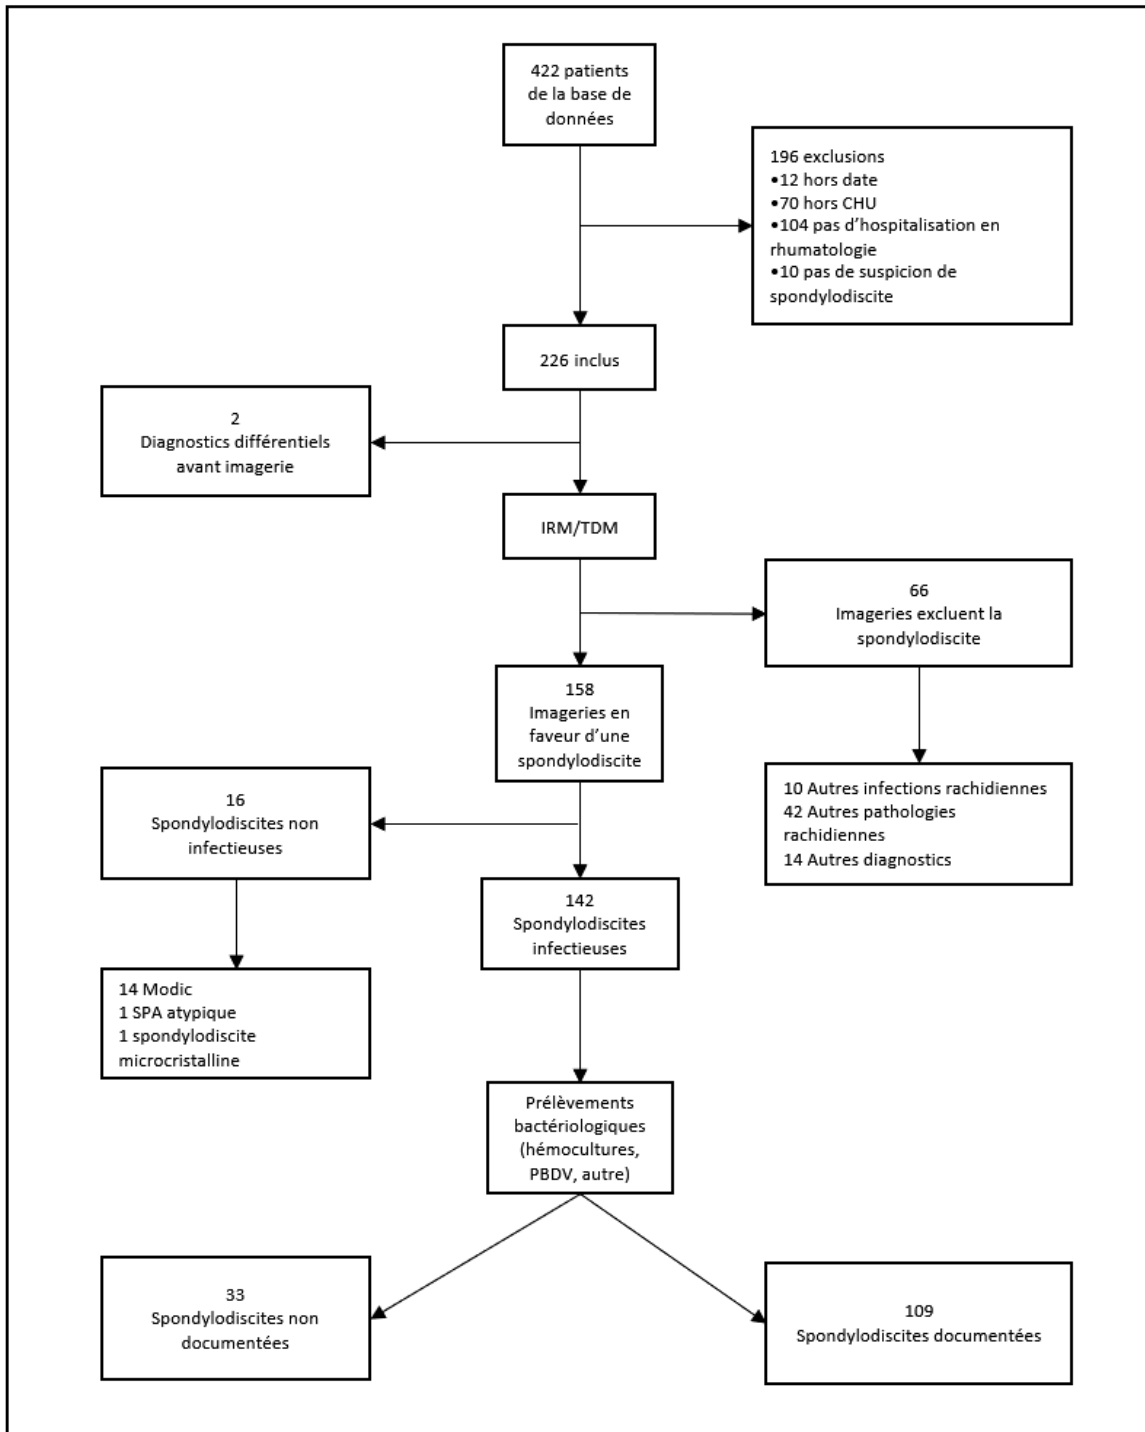 422 patients
de la base de
données
196 exclusions
•12 hors date
•70 hors CHU
•104 pas d’hospitalisation en
rhumatologie
•10 pas de suspicion de
spondylodiscite
226 inclus
2
Diagnostics différentiels
avant imagerie
IRM/TDM
66
Imageries excluent la
spondylodiscite
158
Imageries en
faveur d’une
spondylodiscite
10 Autres infections rachidiennes
42 Autres pathologies
rachidiennes
14 Autres diagnostics
16
Spondylodiscites non
infectieuses
142
Spondylodiscites
infectieuses
14 Modic
1 SPA atypique
1 spondylodiscite
microcristalline
Prélèvements
bactériologiques
(hémocultures,
PBDV, autre)
33
Spondylodiscites non
documentées
109
Spondylodiscites documentées